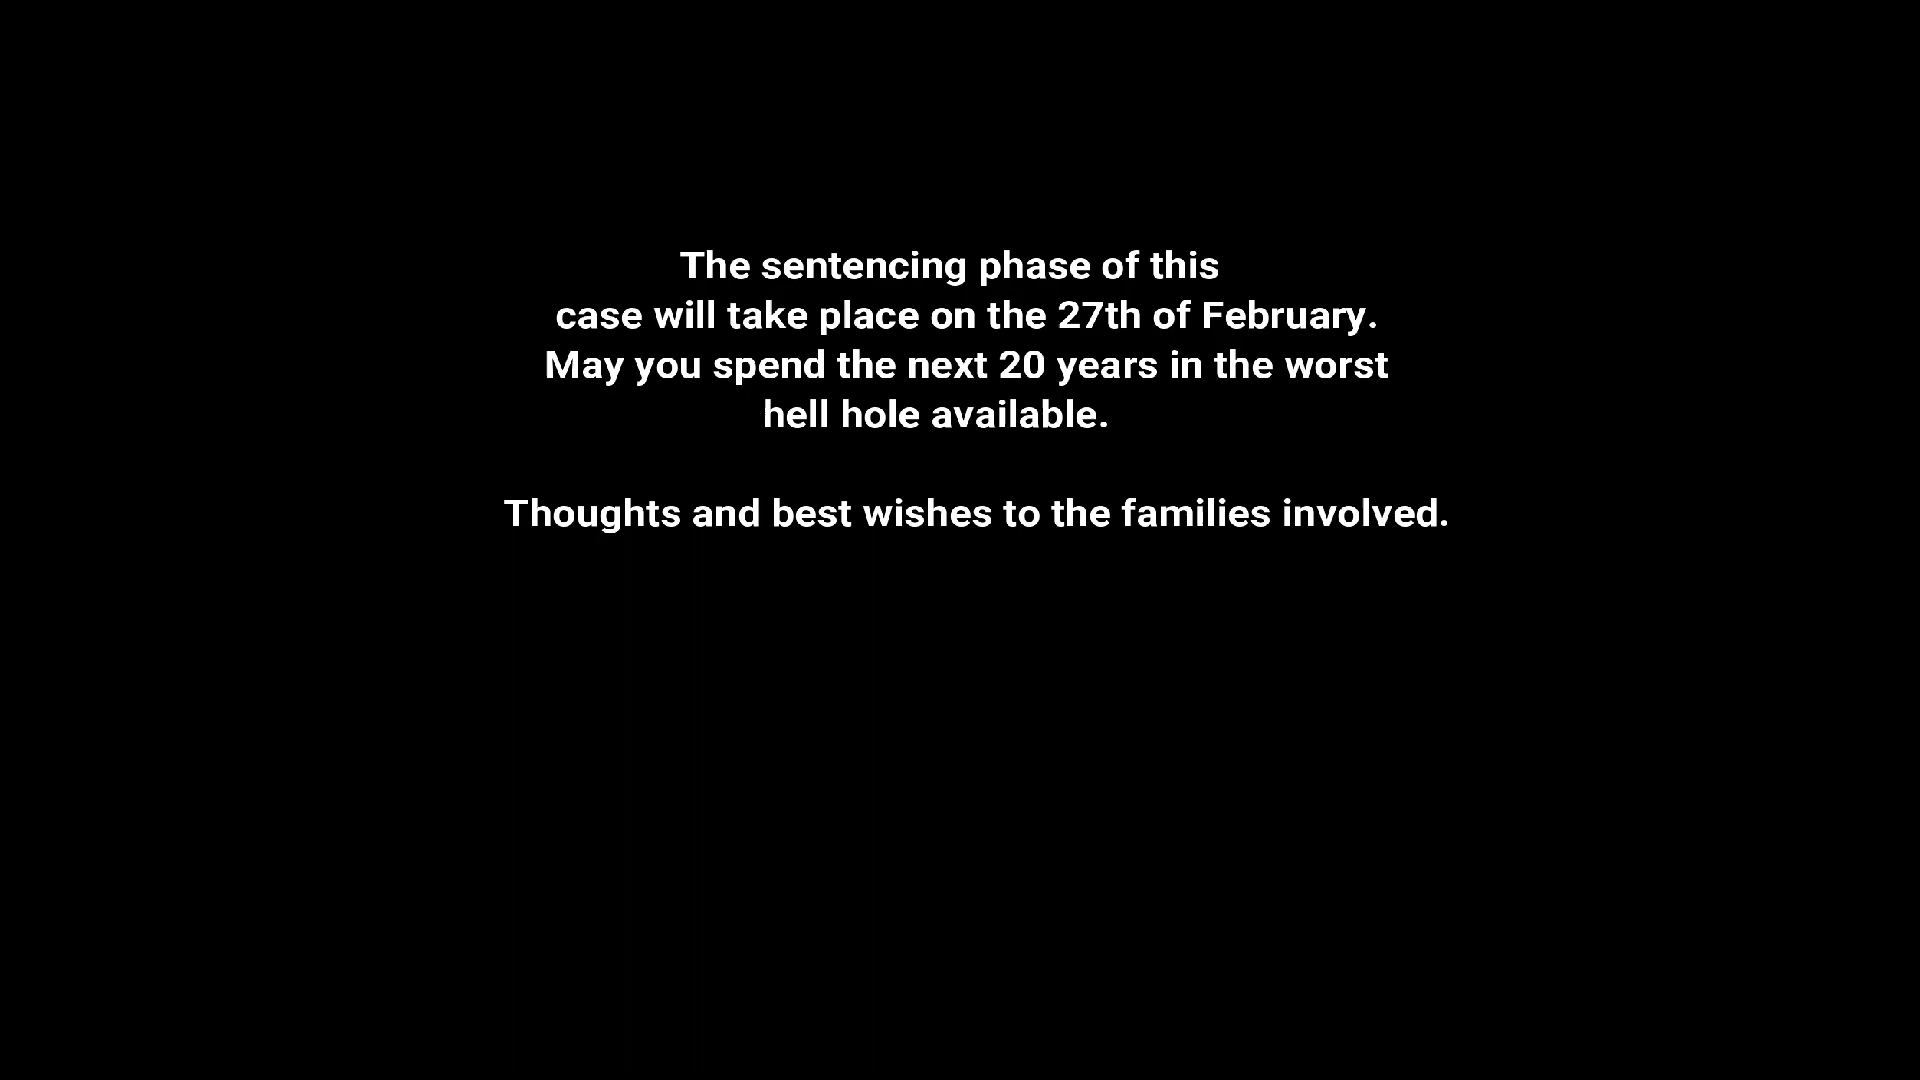 The sentencing phase of this
case will take place on the 27th of February.
May you spend the next 20 years in the worst
hell hole available.
Thoughts and best wishes to the families involved.